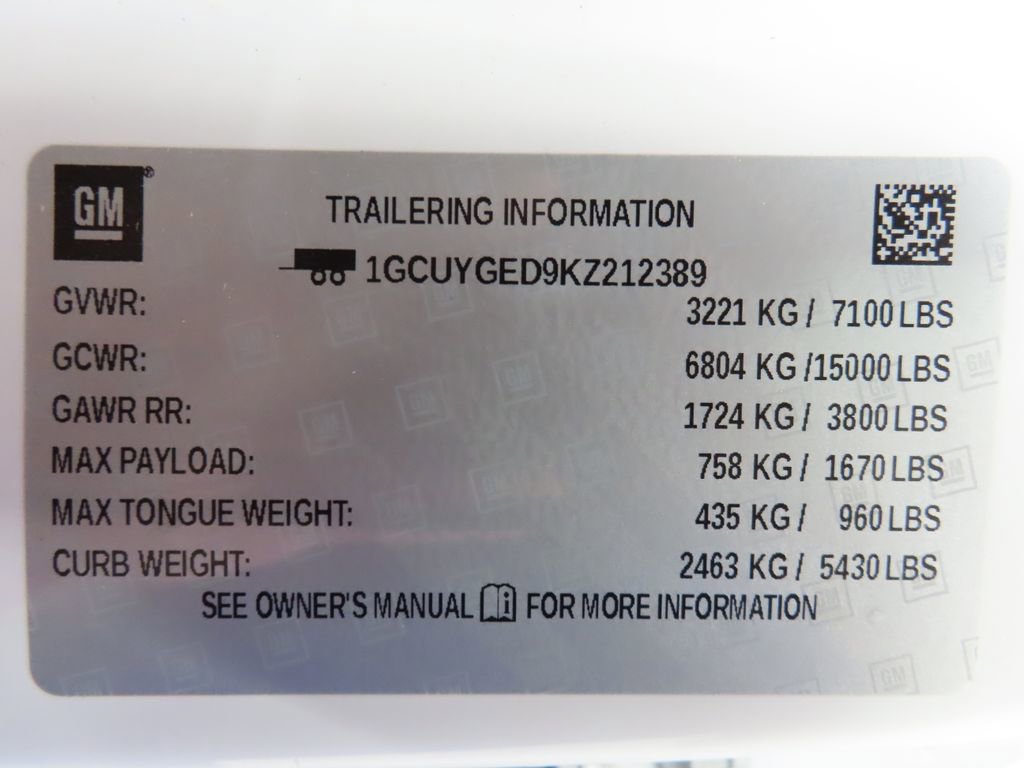 GM®
TRAILERING INFORMATION
1GCUYGED9KZ212389
GVWR: 3221 KG / 7100 LBS
GCWR: 6804 KG /15000 LBS
GAWR RR: 1724 KG / 3800 LBS
MAX PAYLOAD: 758 KG / 1670 LBS
MAX TONGUE WEIGHT: 435 KG / 960 LBS
CURB WEIGHT: 2463 KG / 5430 LBS
SEE OWNER'S MANUAL i FOR MORE INFORMATION